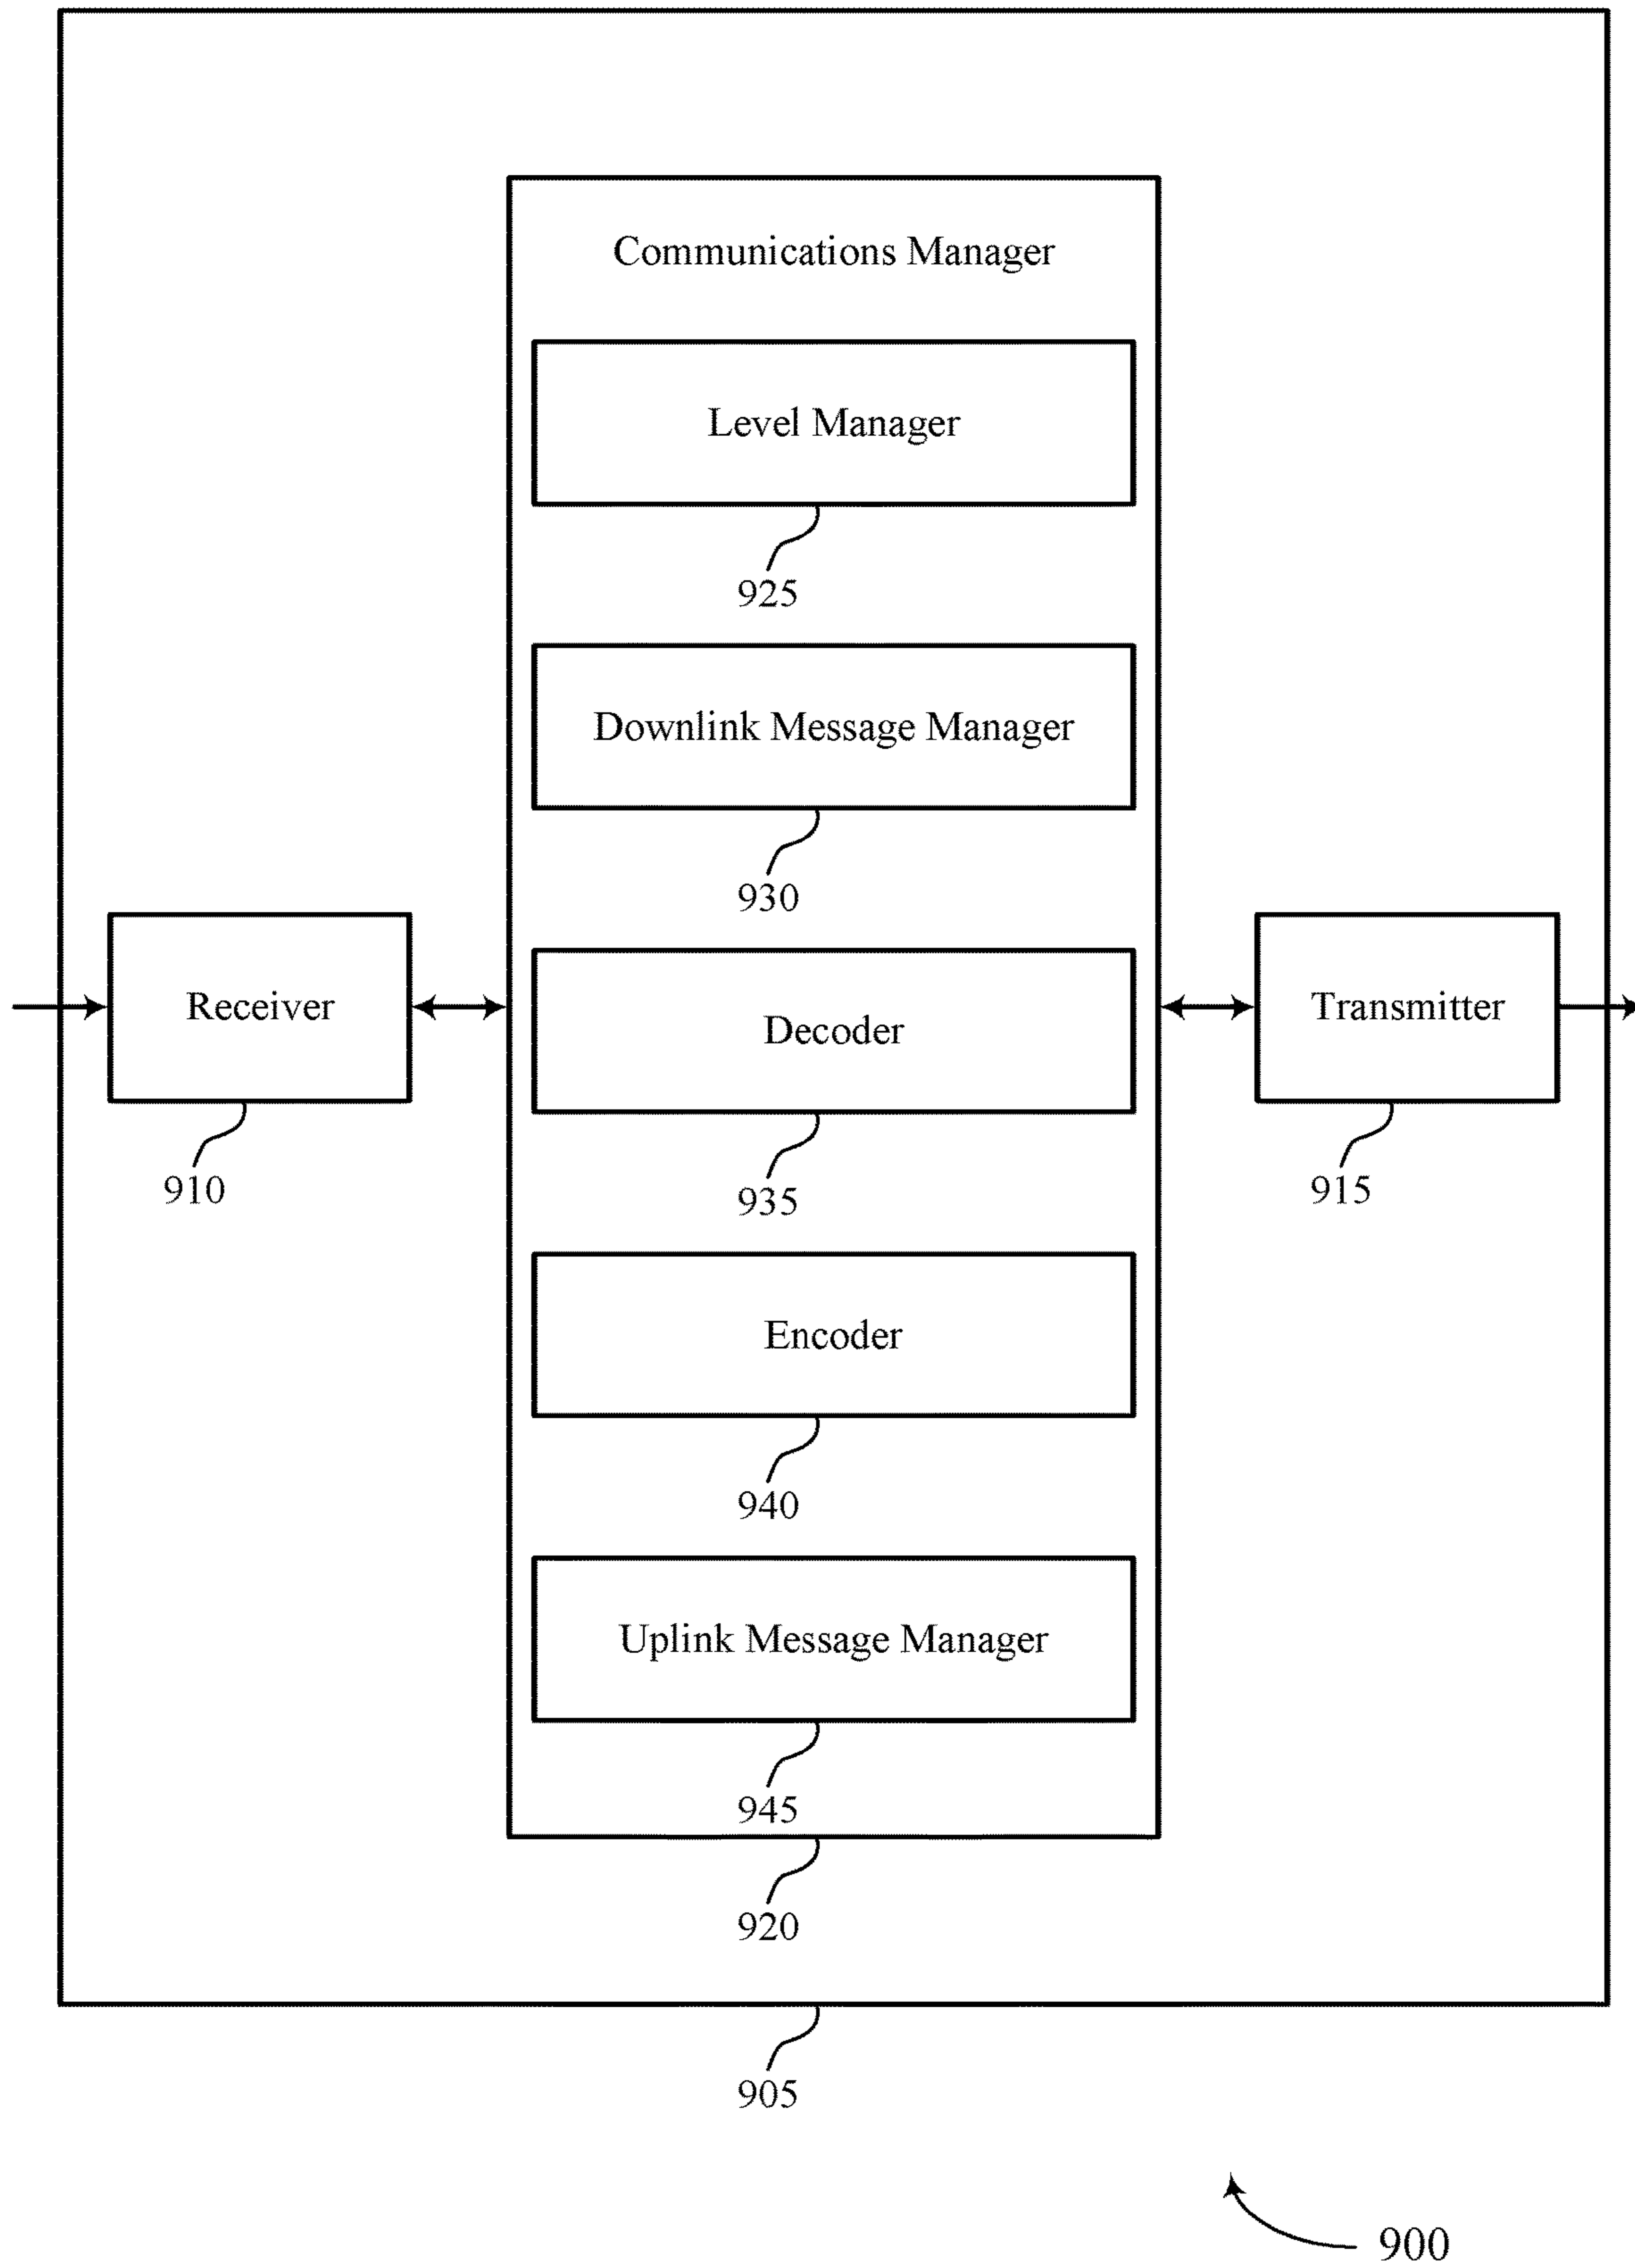 Communications Manager
Level Manager
925
Downlink Message Manager
930
Receiver
910
Decoder
935
Transmitter
915
Encoder
940
Uplink Message Manager
945
920
905
900